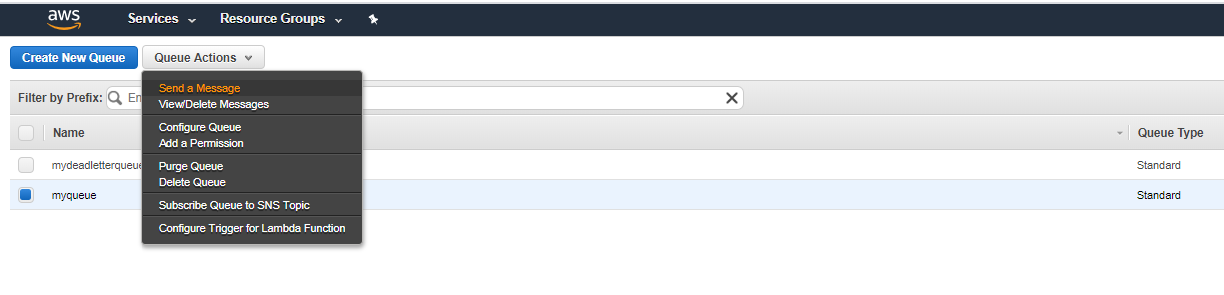 aws Services Resource Groups
Create New Queue Queue Actions
Send a Message
Filter by Prefix: En
View/Delete Messages
Configure Queue
Name Queue Type
Add a Permission
mydeadletterqueue Purge Queue Standard
Delete Queue
myqueue Standard
Subscribe Queue to SNS Topic
Configure Trigger for Lambda Function